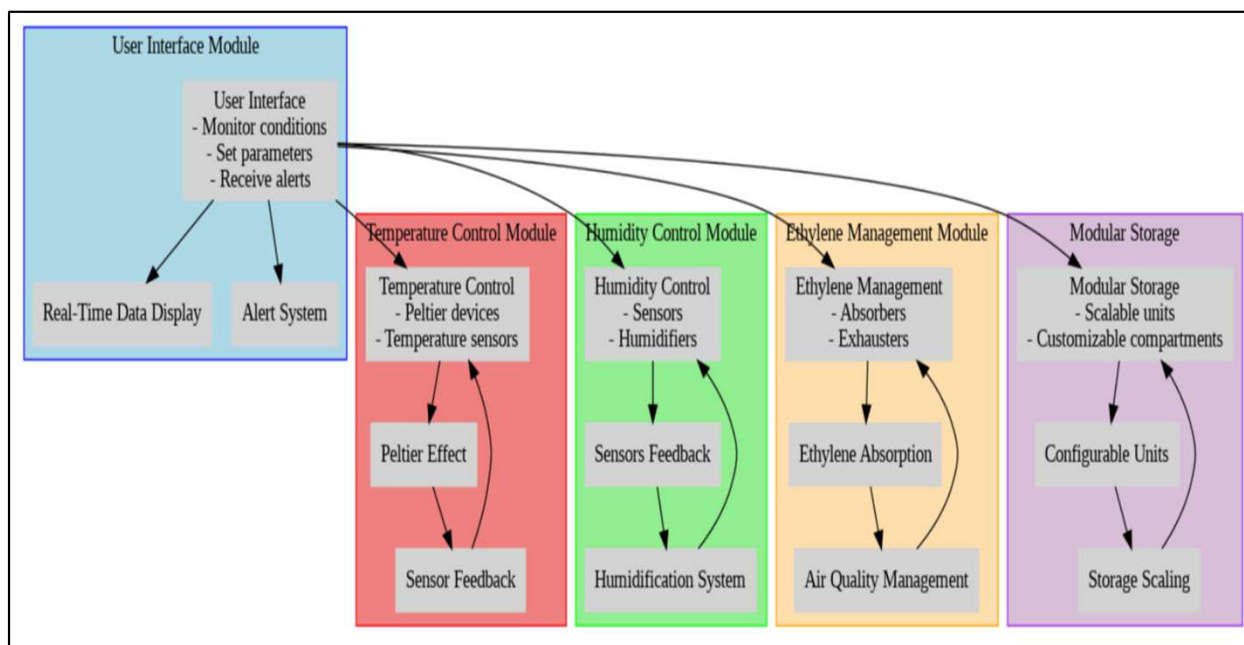 User Interface Module
User Interface
- Monitor conditions
- Set parameters
- Receive alerts
Real-Time Data Display
Alert System
Temperature Control Module
Temperature Control
- Peltier devices
- Temperature sensors
Peltier Effect
Sensor Feedback
Humidity Control Module
Humidity Control
- Sensors
- Humidifiers
Sensors Feedback
Humidification System
Ethylene Management Module
Ethylene Management
- Absorbers
- Exhausters
Ethylene Absorption
Air Quality Management
Modular Storage
Modular Storage
- Scalable units
- Customizable compartments
Configurable Units
Storage Scaling